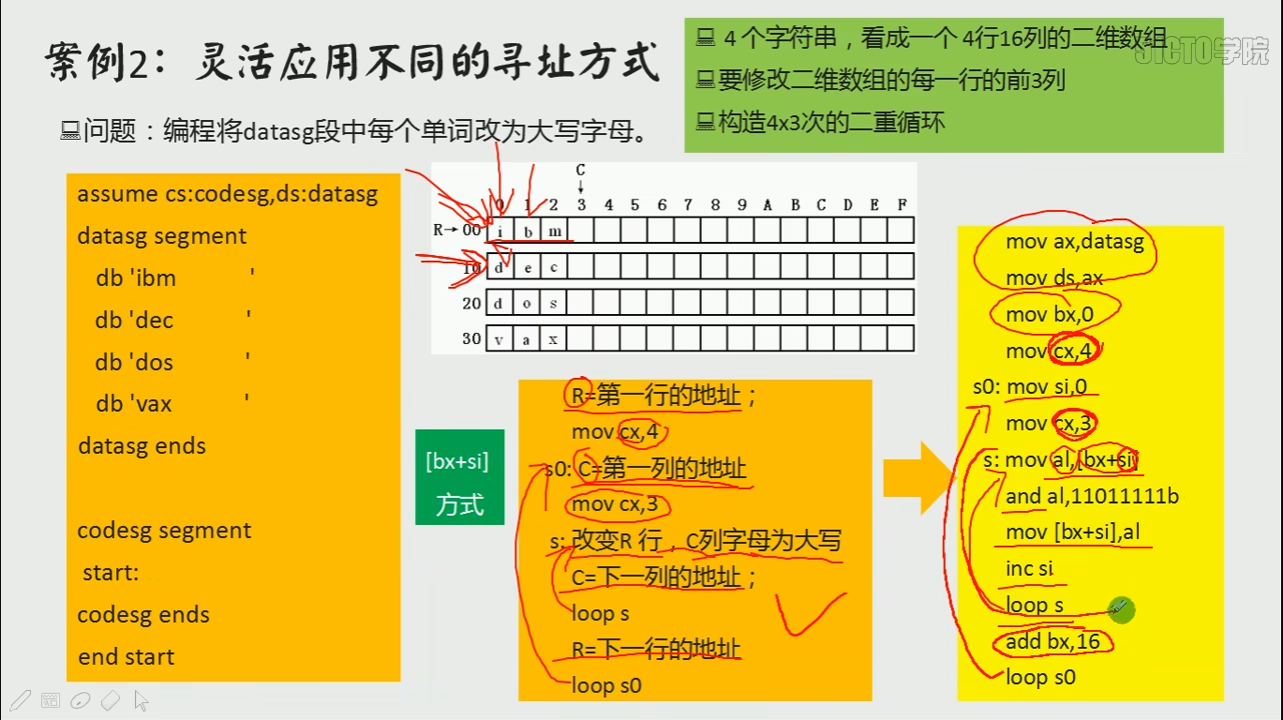 案例2：灵活应用不同的寻址方式
问题：编程将datasg段中每个单词改为大写字母。
4 个字符串，看成一个 4行16列的二维数组
要修改二维数组的每一行的前3列
构造4x3次的二重循环
51CTO学院
assume cs:codesg,ds:datasg
datasg segment
db 'ibm '
db 'dec '
db 'dos '
db 'vax '
datasg ends
codesg segment
start:
codesg ends
end start
C
0 1 2 3 4 5 6 7 8 9 A B C D E F
R→ 00 i b m
10 d e c
20 d o s
30 v a x
[bx+si]
方式
R=第一行的地址；
mov cx,4
s0: C=第一列的地址
mov cx,3
s: 改变R 行，C列字母为大写
C=下一列的地址；
loop s
R=下一行的地址
loop s0
mov ax,datasg
mov ds,ax
mov bx,0
mov cx,4
s0: mov si,0
mov cx,3
s: mov al,[bx+si]
and al,11011111b
mov [bx+si],al
inc si
loop s
add bx,16
loop s0